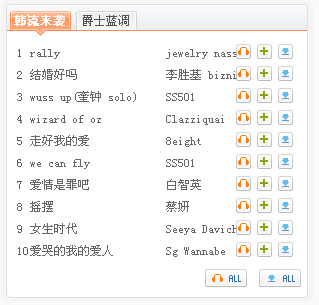 韩流来袭 爵士蓝调
1 rally jewelry nass
2 结婚好吗 李胜基 bizni
3 wuss up(奎钟 solo) SS501
4 wizard of oz Clazziquai
5 走好我的爱 8eight
6 we can fly SS501
7 爱情是罪吧 白智英
8 摇摆 蔡妍
9 女生时代 Seeya Davich
10爱哭的我的爱人 Sg Wannabe
ALL ALL